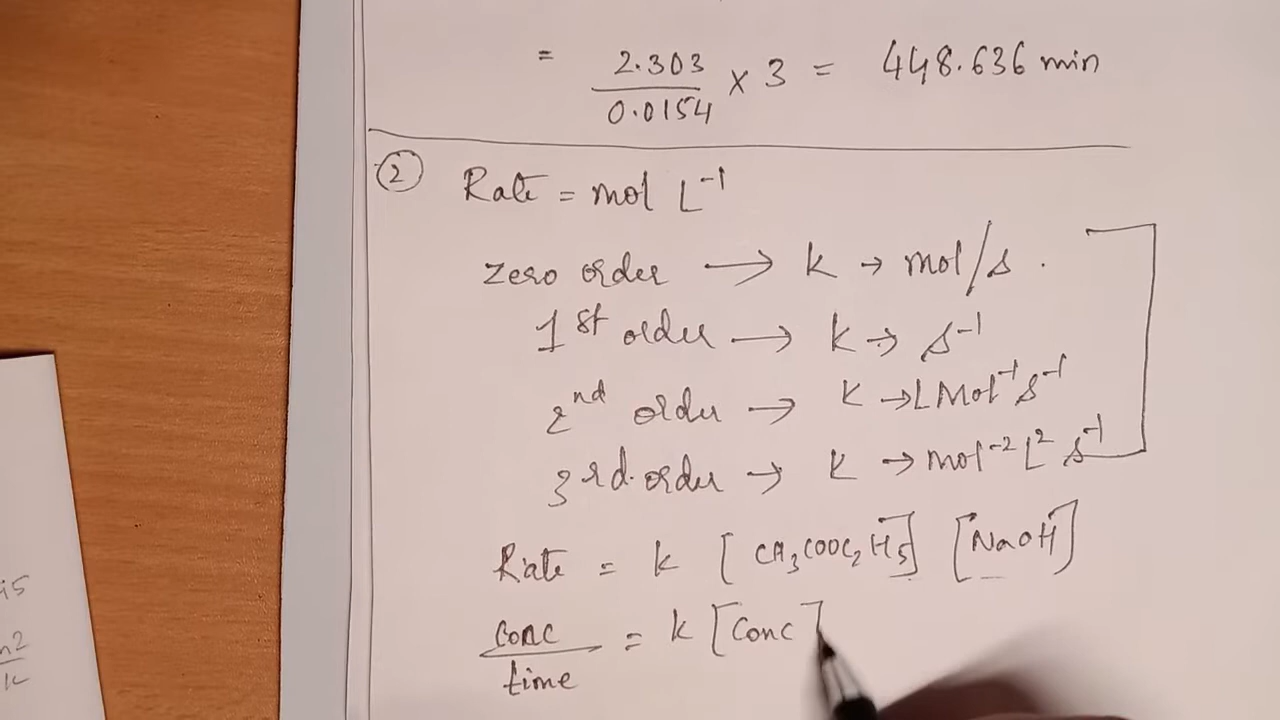 = 2.303 / 0.0154 × 3 = 448.636 min
② Rate = mol L⁻¹
Zero order → k → mol/s .
1st order → k → s⁻¹
2nd order → k → L Mol⁻¹ s⁻¹
3rd. order → k → mol⁻² L² s⁻¹
Rate = k [CH₃COOC₂H₅] [NaOH]
Conc / time = k [Conc]